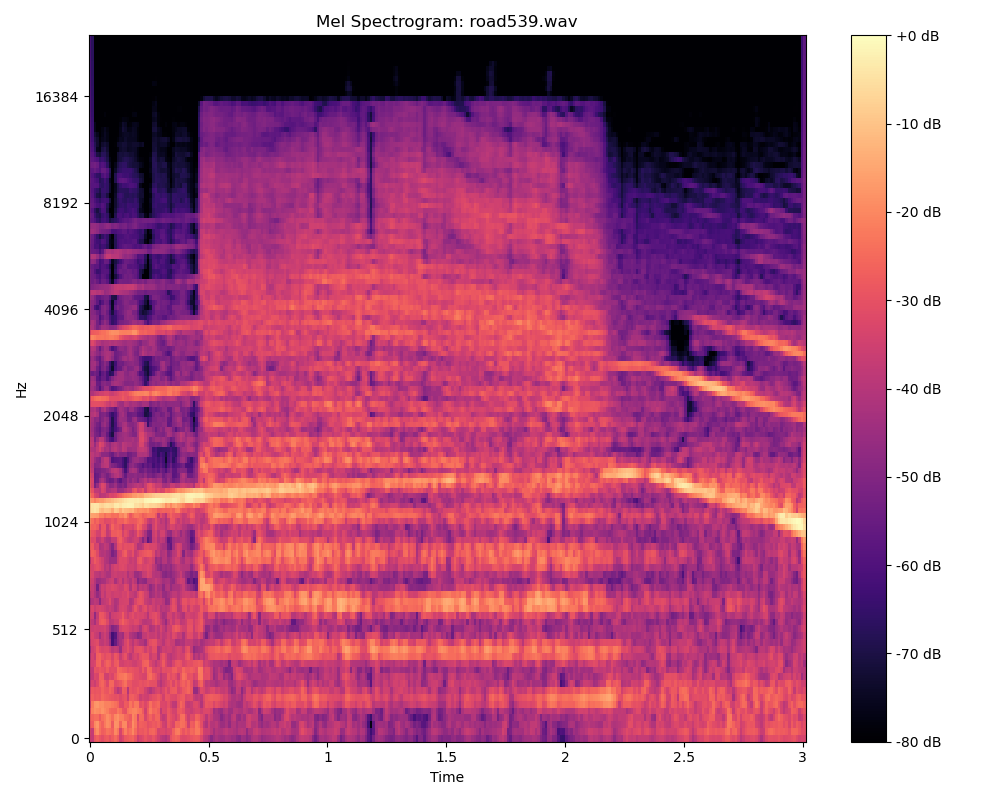 Mel Spectrogram: road539.wav
+0 dB
16384
-10 dB
8192
-20 dB
4096
-30 dB
Hz
2048
-40 dB
-50 dB
1024
-60 dB
512
-70 dB
0
-80 dB
0 0.5 1 1.5 2 2.5 3
Time